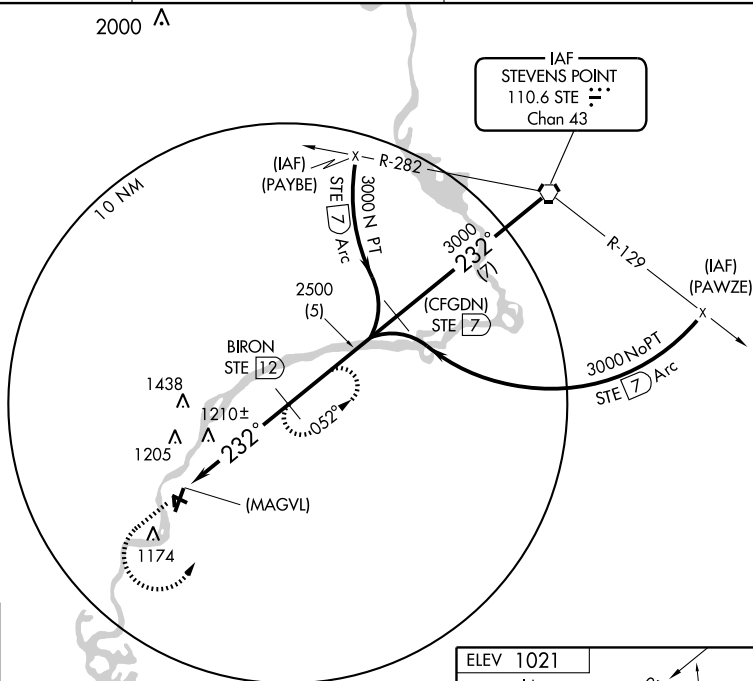 2000
IAF
STEVENS POINT
110.6 STE
Chan 43
10 NM
(IAF)
(PAYBE)
R-282
3000 N PT
STE 7 Arc
3000
232°
(7)
R-129
(IAF)
(PAWZE)
2500
(5)
(CFGDN)
STE 7
3000 NoPT
STE 7 Arc
BIRON
STE 12
1438
1210±
1205
232°
052°
(MAGVL)
1174
ELEV 1021